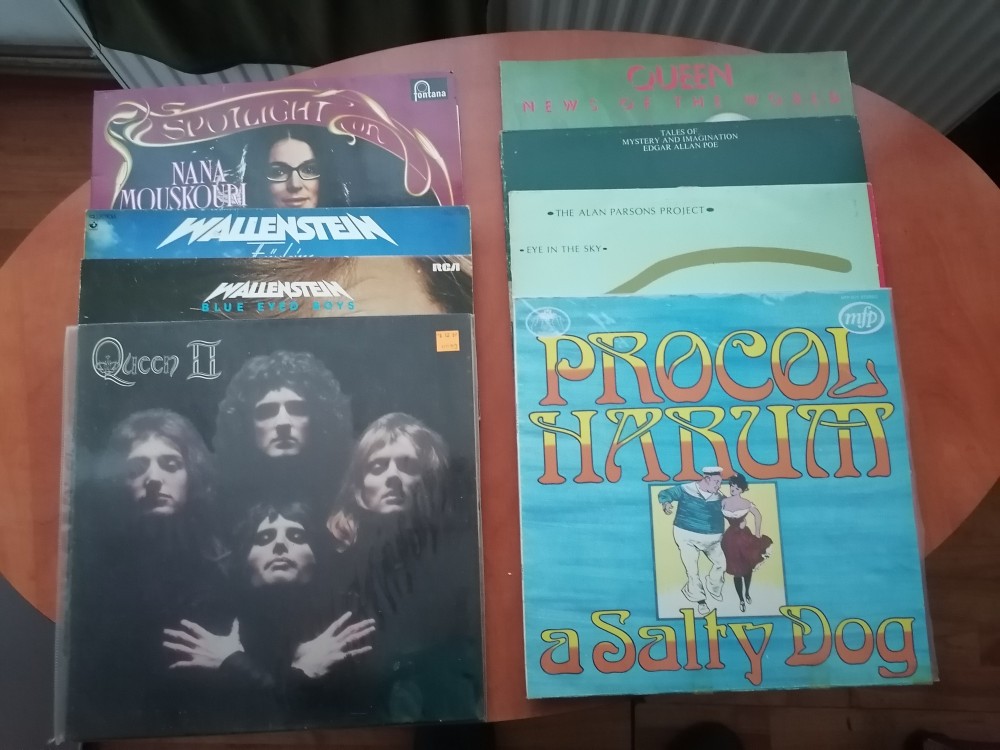 fontana
SPOTLIGHT on
NANA
MOUSKOURI
WALLENSTEIN
WALLENSTEIN
BLUE EYED BOYS
RCA
Queen II
QUEEN
NEWS OF THE WORLD
TALES OF
MYSTERY AND IMAGINATION
EDGAR ALLAN POE
THE ALAN PARSONS PROJECT
EYE IN THE SKY
mfp
PROCOL
HARUM
a Salty Dog